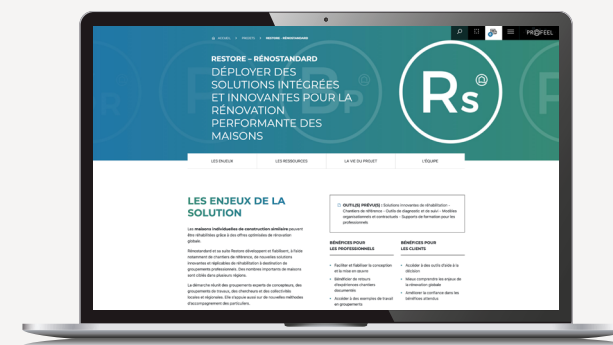 ACCUEIL > PROJETS > RESTORE - RÉNOSTANDARD
PROFEEL
RESTORE – RÉNOSTANDARD
DÉPLOYER DES
SOLUTIONS INTÉGRÉES
ET INNOVANTES POUR LA
RÉNOVATION
PERFORMANTE DES
MAISONS
Rs
LES ENJEUX LES RESSOURCES LA VIE DU PROJET L'ÉQUIPE
LES ENJEUX DE LA
SOLUTION
Les maisons individuelles de construction similaire peuvent
être réhabilitées grâce à des offres optimisées de rénovation
globale.
Rénostandard et sa suite Restore développent et fiabilisent, à l'aide
notamment de chantiers de référence, de nouvelles solutions
innovantes et réplicables de réhabilitation à destination de
groupements professionnels. Des nombres importants de maisons
sont ciblés dans plusieurs régions.
La démarche réunit des groupements experts de concepteurs, des
groupements de travaux, des chercheurs et des collectivités
locales et régionales. Elle s'appuie aussi sur de nouvelles méthodes
d'accompagnement des particuliers.
OUTIL(S) PRÉVU(S) : Solutions innovantes de réhabilitation -
Chantiers de référence - Outils de diagnostic et de suivi - Modèles
organisationnels et contractuels - Supports de formation pour les
professionnels
BÉNÉFICES POUR
LES PROFESSIONNELS
• Faciliter et fiabiliser la conception
et la mise en œuvre
• Bénéficier de retours
d'expériences chantiers
documentés
• Accéder à des exemples de travail
en groupements
BÉNÉFICES POUR
LES CLIENTS
• Accéder à des outils d'aide à la
décision
• Mieux comprendre les enjeux de
la rénovation globale
• Améliorer la confiance dans les
bénéfices attendus